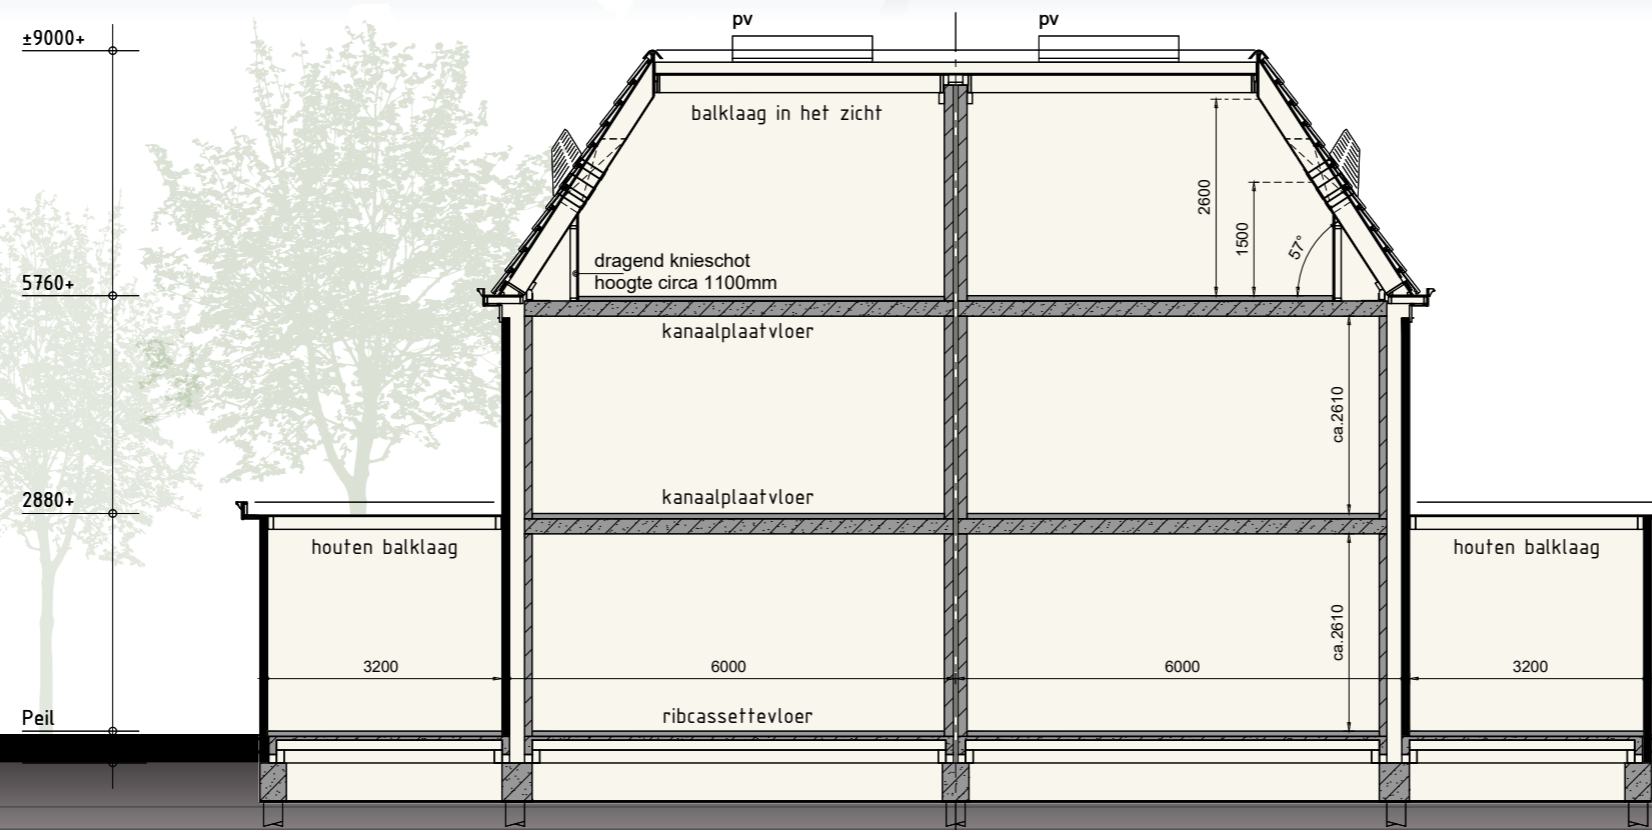 pv
pv
±9000+
balklaag in het zicht
2600
1500
57°
dragend knieschot
hoogte circa 1100mm
5760+
kanaalplaatvloer
ca.2610
kanaalplaatvloer
2880+
houten balklaag
houten balklaag
ca.2610
3200
6000
6000
3200
Peil
ribcassettevloer